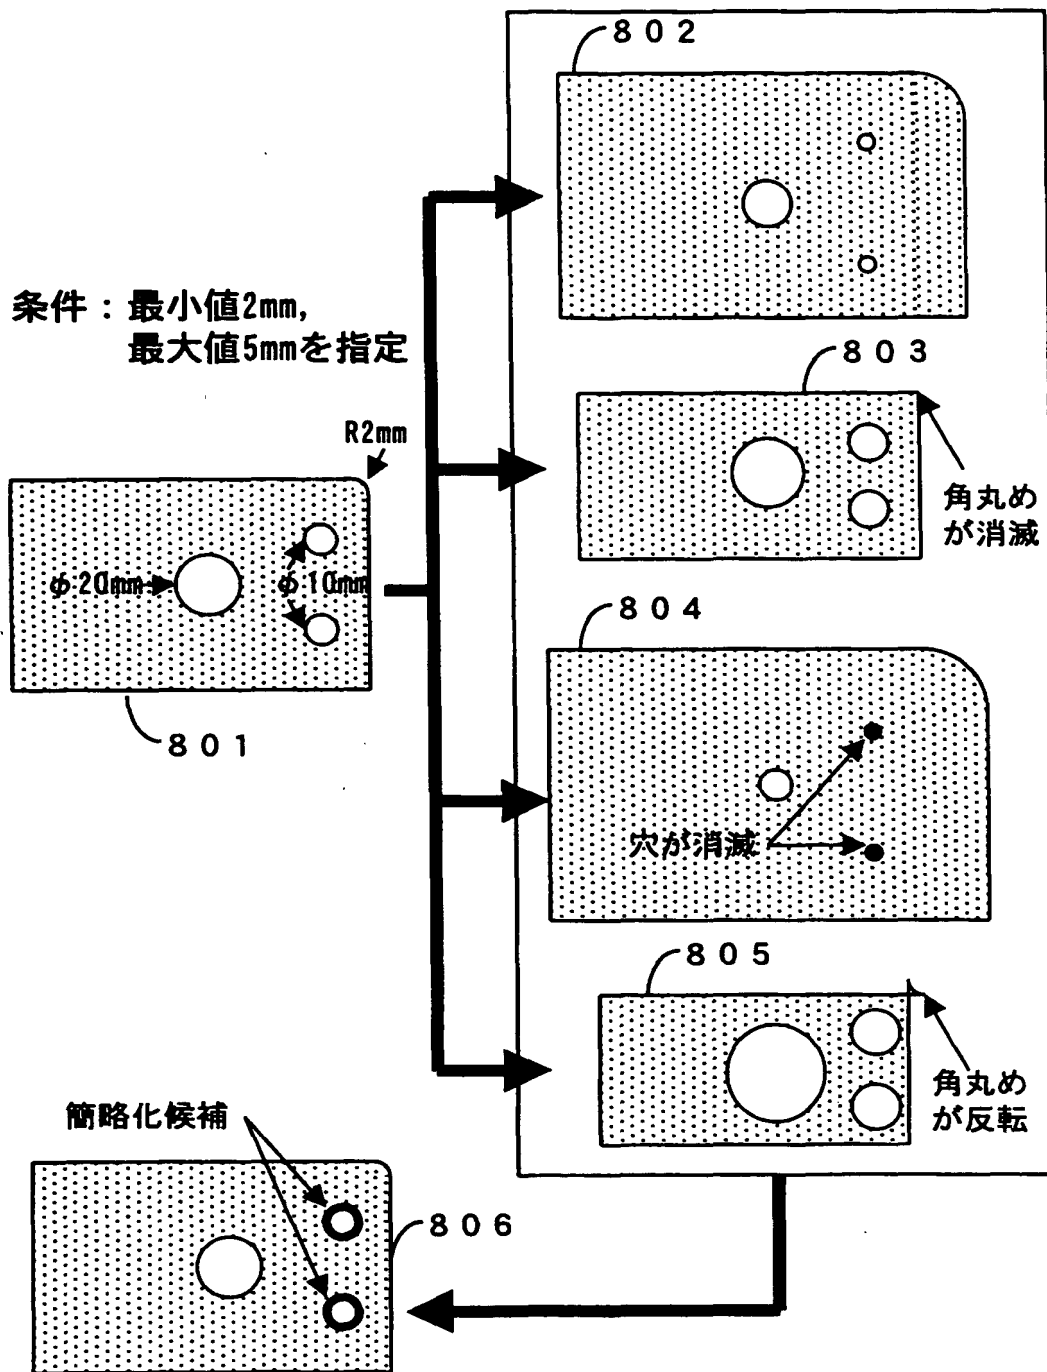 802
条件：最小値2mm,
最大値5mmを指定
803
R2mm
角丸め
が消滅
φ20mm
φ10mm
804
801
穴が消滅
805
角丸め
が反転
簡略化候補
806